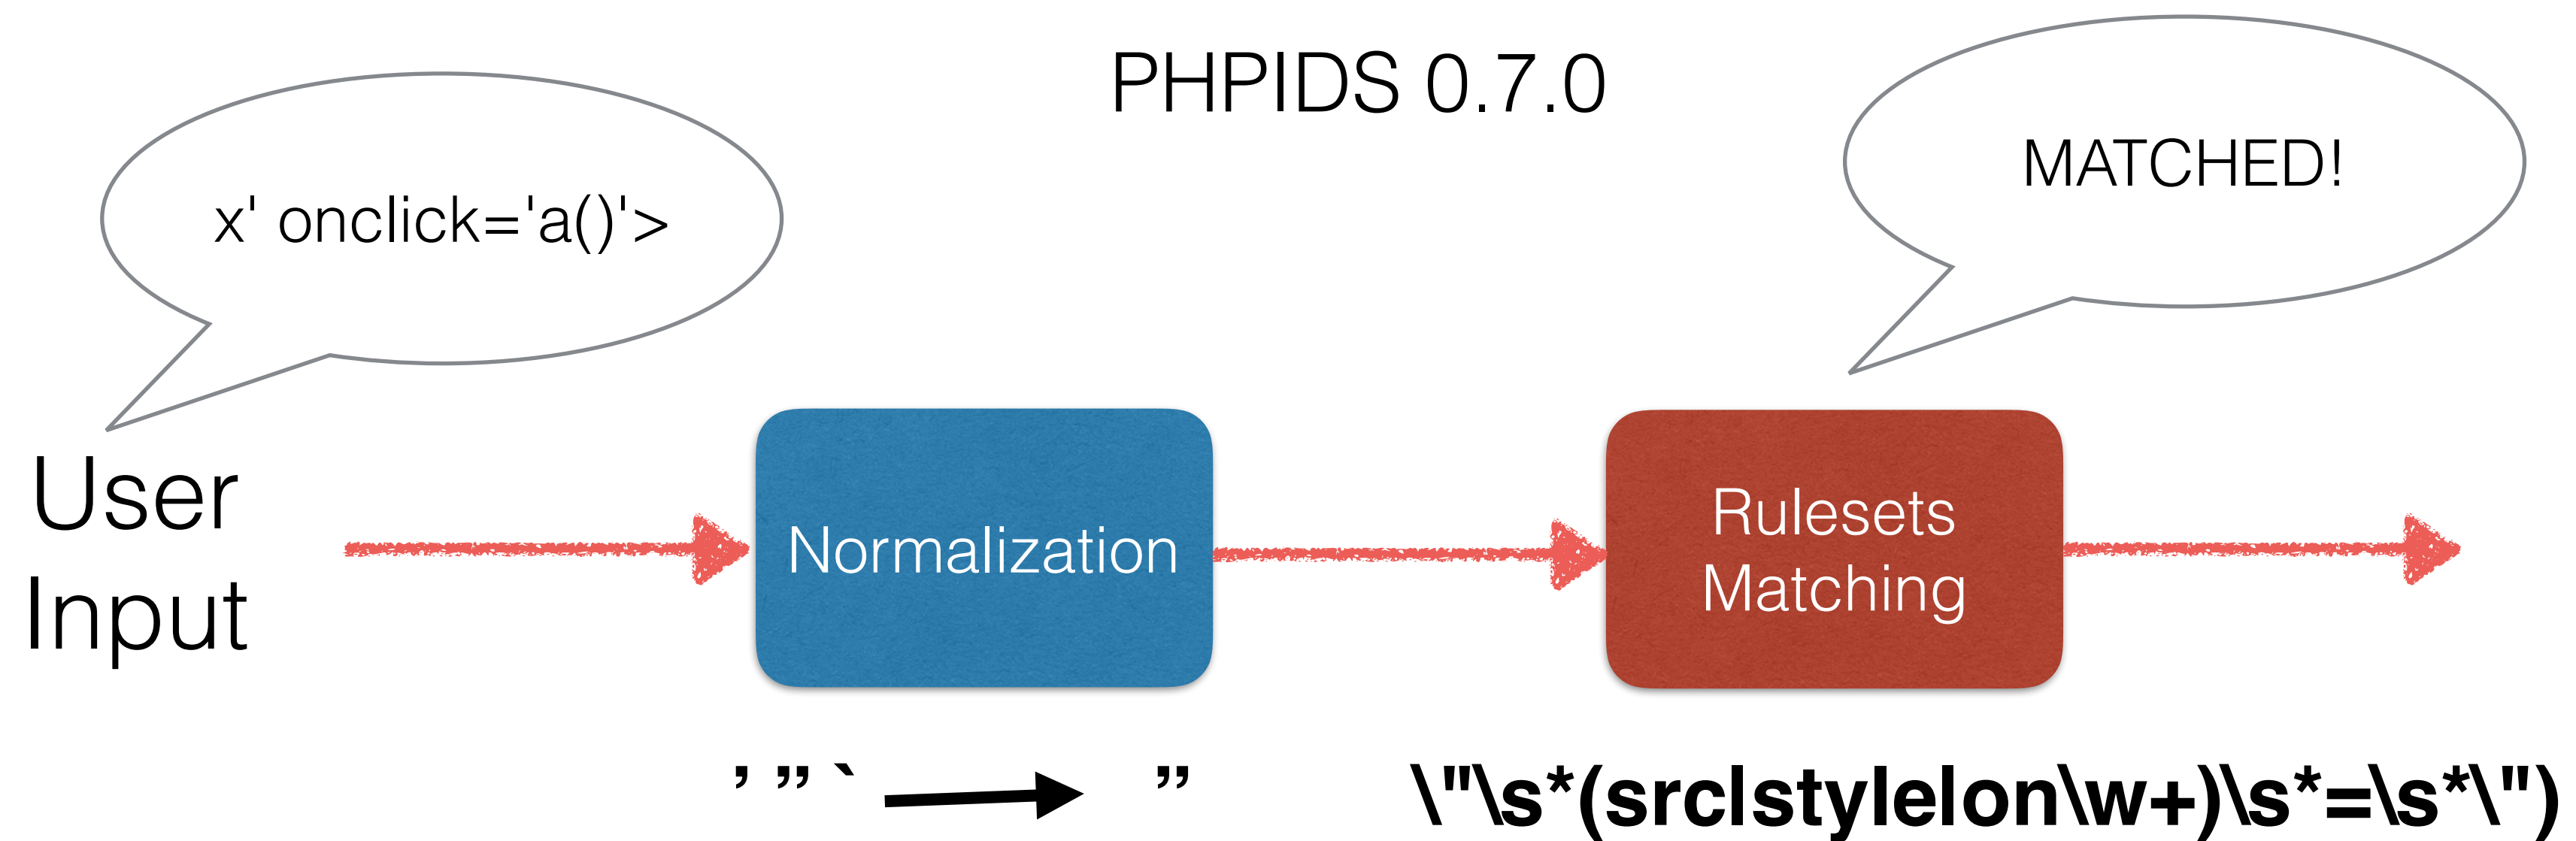 PHPIDS 0.7.0
x' onclick='a()'>
MATCHED!
User
Input
Normalization
Rulesets
Matching
’ ” ` ”
\"\s*(src|style|on\w+)\s*=\s*\")